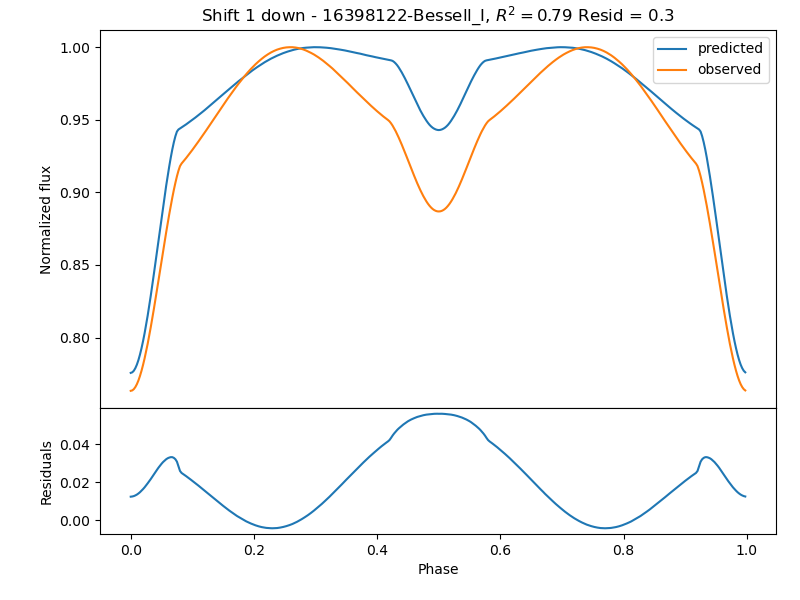 Shift 1 down - 16398122-Bessell_I, $R^2 = 0.79$ Resid = 0.3
predicted
observed
Normalized flux
1.00
0.95
0.90
0.85
0.80
Residuals
0.04
0.02
0.00
0.0 0.2 0.4 0.6 0.8 1.0
Phase